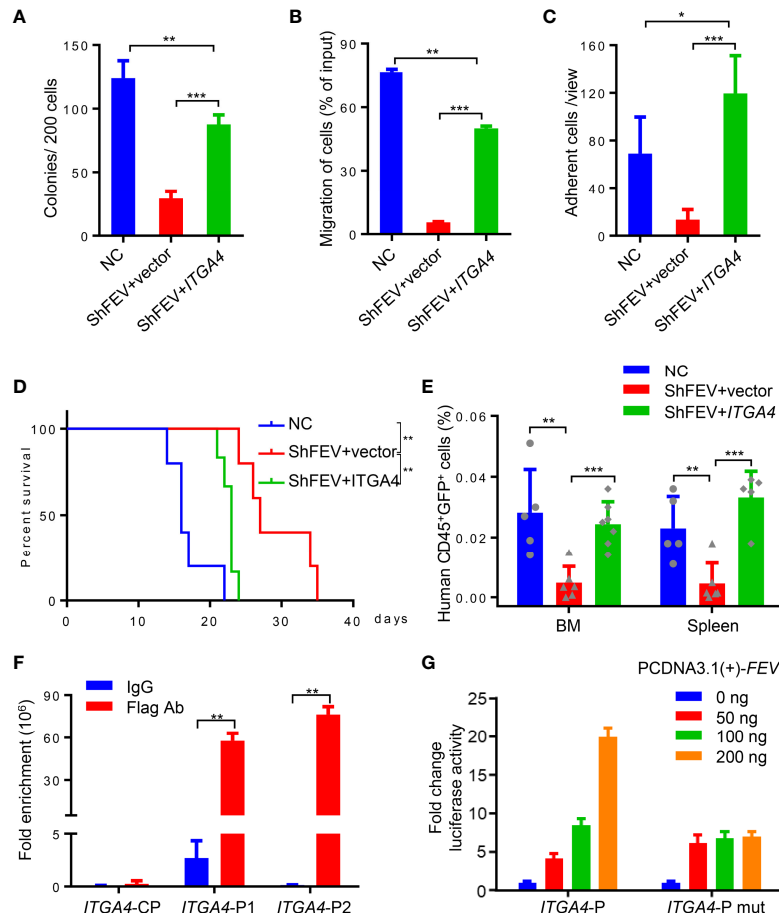 A
Colonies/ 200 cells
150
100
50
0
**
***
NC
ShFEV+vector
ShFEV+ITGA4
B
Migration of cells (% of input)
90
60
30
0
**
***
NC
ShFEV+vector
ShFEV+ITGA4
C
Adherent cells /view
160
120
80
40
0
*
***
NC
ShFEV+vector
ShFEV+ITGA4
D
Percent survival
100
50
0
0 20 40 days
NC
ShFEV+vector
ShFEV+ITGA4
**
**
E
NC
ShFEV+vector
ShFEV+ITGA4
Human CD45+GFP+ cells (%)
0.06
0.04
0.02
0.00
** *** ** ***
BM Spleen
F
IgG
Flag Ab
Fold enrichment (10⁶)
90
60
30
5
0
** **
ITGA4-CP ITGA4-P1 ITGA4-P2
G
PCDNA3.1(+)-FEV
0 ng
50 ng
100 ng
200 ng
Fold change
luciferase activity
25
20
15
10
5
0
ITGA4-P ITGA4-P mut